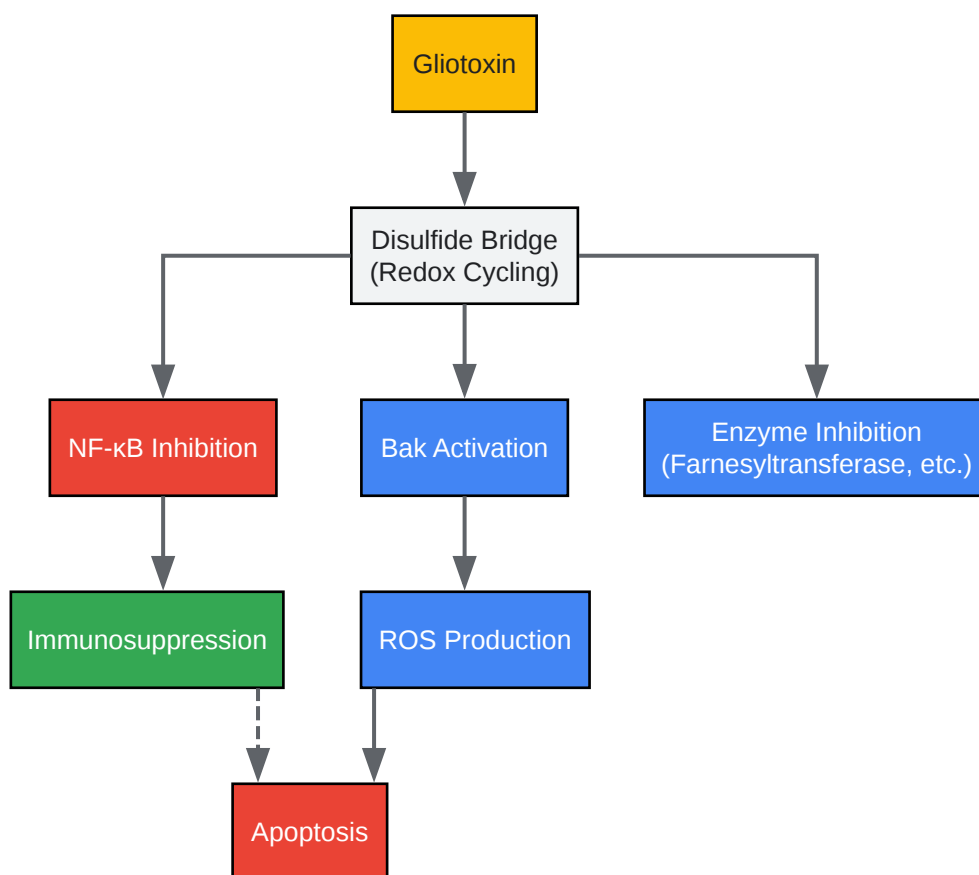 Gliotoxin
Disulfide Bridge
(Redox Cycling)
NF-κB Inhibition
Bak Activation
Enzyme Inhibition
(Farnesyltransferase, etc.)
Immunosuppression
ROS Production
Apoptosis